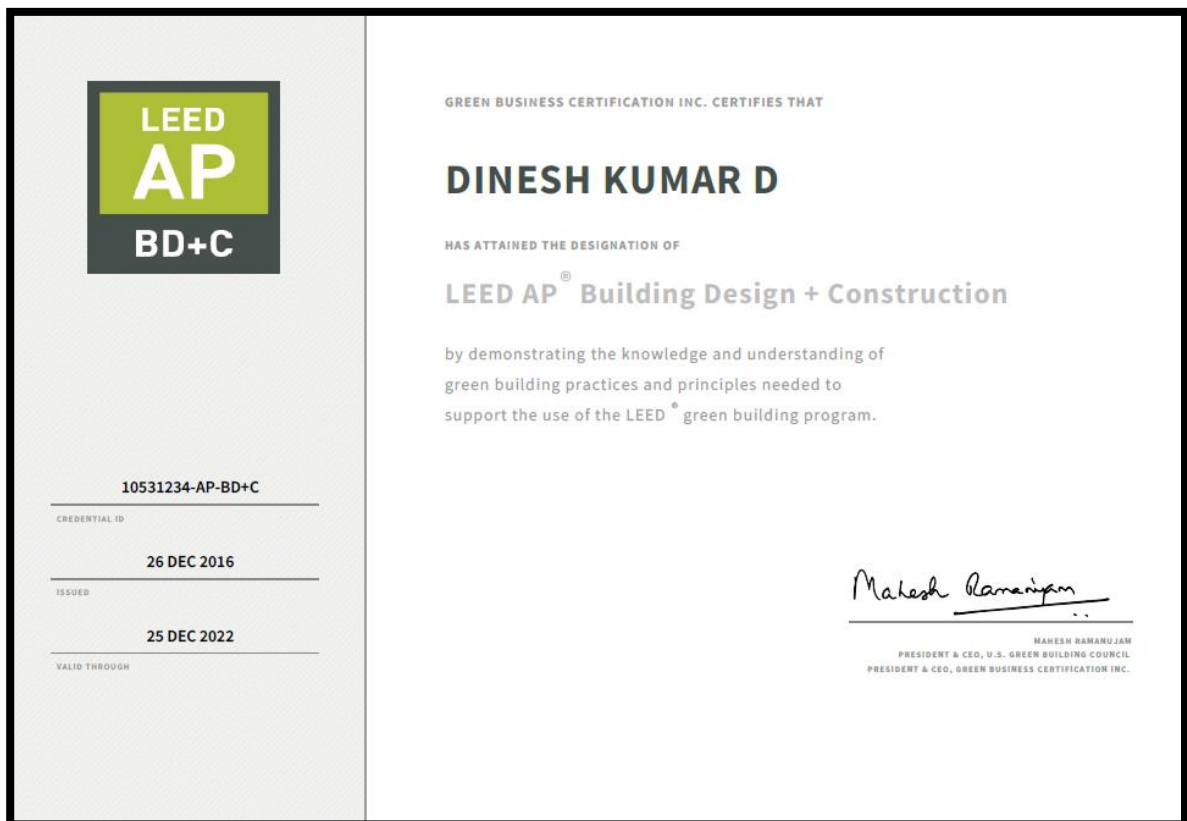 LEED
AP
BD+C
10531234-AP-BD+C
CREDENTIAL ID
26 DEC 2016
ISSUED
25 DEC 2022
VALID THROUGH
GREEN BUSINESS CERTIFICATION INC. CERTIFIES THAT
DINESH KUMAR D
HAS ATTAINED THE DESIGNATION OF
LEED AP® Building Design + Construction
by demonstrating the knowledge and understanding of
green building practices and principles needed to
support the use of the LEED ® green building program.
Mahesh Ramanujam
MAHESH RAMANUJAM
PRESIDENT & CEO, U.S. GREEN BUILDING COUNCIL
PRESIDENT & CEO, GREEN BUSINESS CERTIFICATION INC.